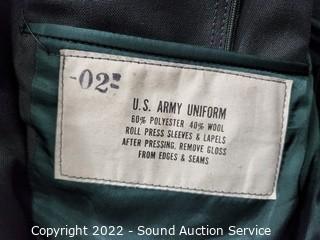 -02-
U.S. ARMY UNIFORM
60% POLYESTER 40% WOOL
ROLL PRESS SLEEVES & LAPELS
AFTER PRESSING, REMOVE GLOSS
FROM EDGES & SEAMS
Copyright 2022 - Sound Auction Service